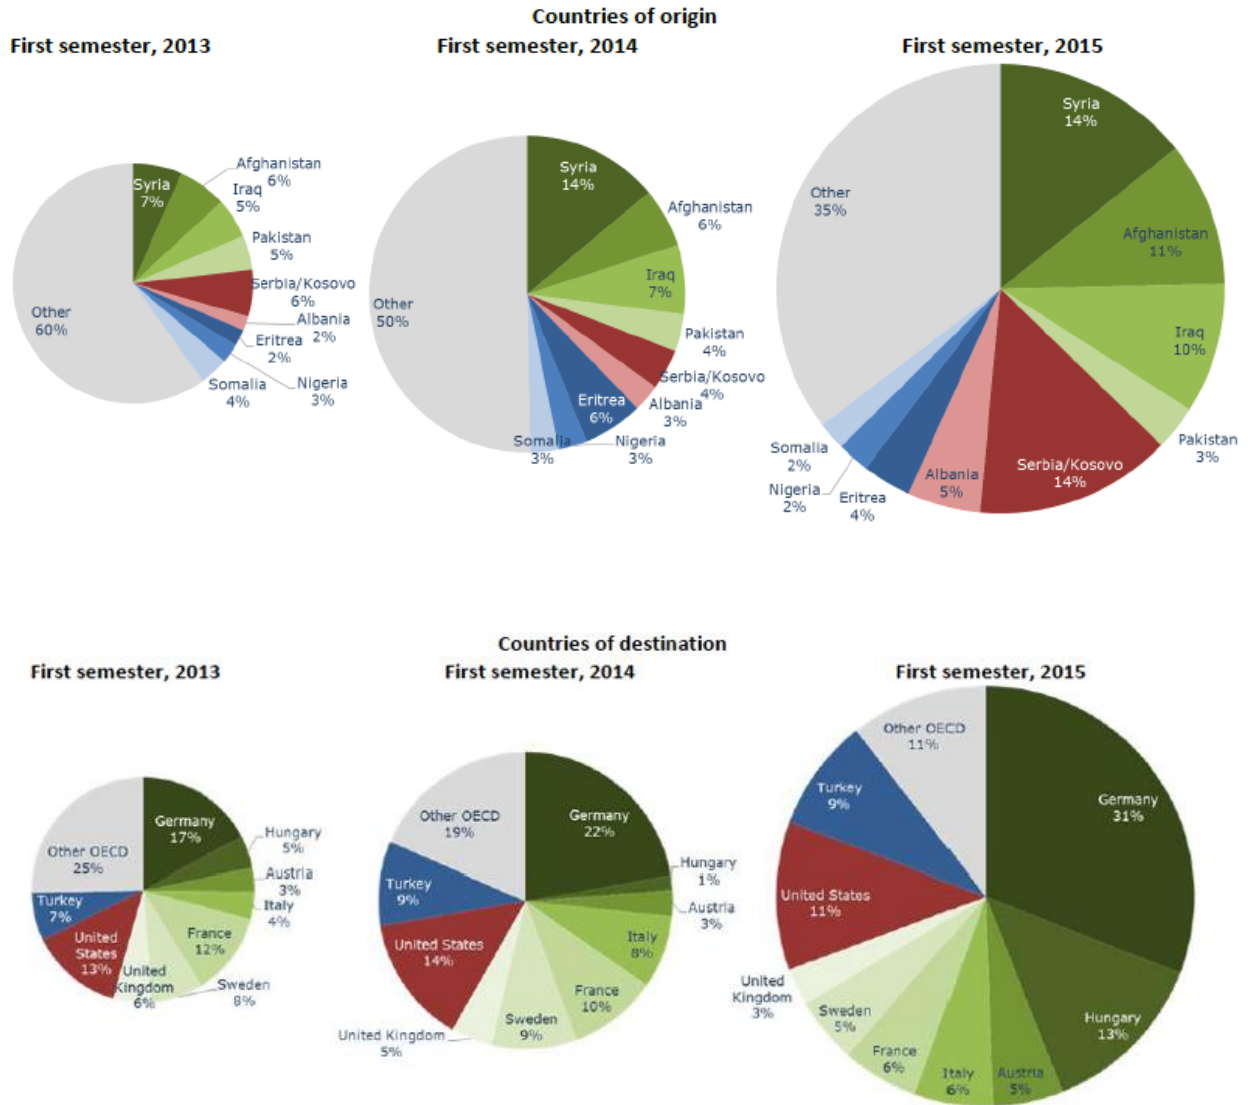 Countries of origin
First semester, 2013
First semester, 2014
First semester, 2015
Syria
7%
Afghanistan
6%
Iraq
5%
Pakistan
5%
Serbia/Kosovo
6%
Albania
2%
Eritrea
2%
Nigeria
3%
Somalia
4%
Other
60%
Syria
14%
Afghanistan
6%
Iraq
7%
Pakistan
4%
Serbia/Kosovo
4%
Albania
3%
Eritrea
6%
Nigeria
3%
Somalia
3%
Other
50%
Syria
14%
Afghanistan
11%
Iraq
10%
Pakistan
3%
Serbia/Kosovo
14%
Albania
5%
Eritrea
4%
Nigeria
2%
Somalia
2%
Other
35%
Countries of destination
First semester, 2013
First semester, 2014
First semester, 2015
Germany
17%
Hungary
5%
Austria
3%
Italy
4%
France
12%
Sweden
8%
United
Kingdom
6%
United
States
13%
Turkey
7%
Other OECD
25%
Germany
22%
Hungary
1%
Austria
3%
Italy
8%
France
10%
Sweden
9%
United Kingdom
5%
United States
14%
Turkey
9%
Other OECD
19%
Germany
31%
Hungary
13%
Austria
5%
Italy
6%
France
6%
Sweden
5%
United
Kingdom
3%
United States
11%
Turkey
9%
Other OECD
11%